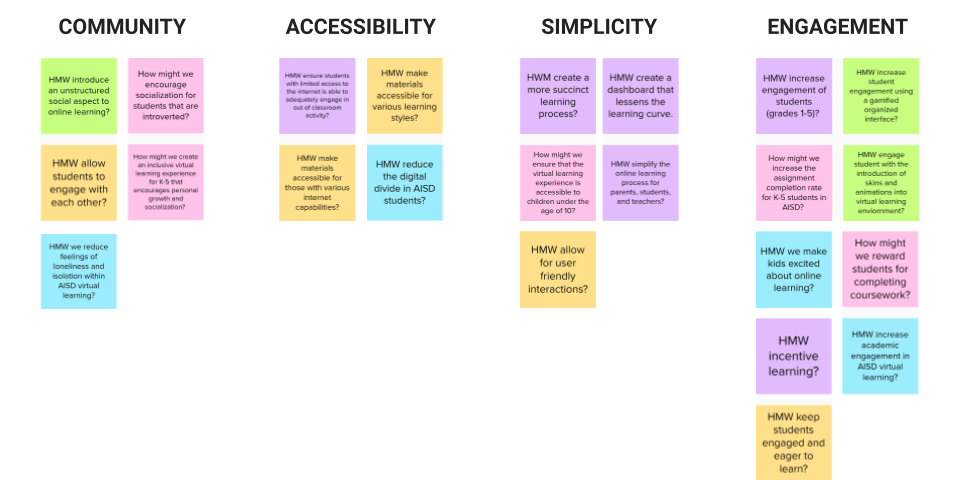 COMMUNITY
HMW introduce
an unstructured
social aspect to
online learning?
How might we
encourage
socialization for
students that are
introverted?
HMW allow
students to
engage with
each other?
How might we create
an inclusive virtual
learning experience
for K-5 that
encourages personal
growth and
socialization?
HMW we reduce
feelings of
loneliness and
isolation within
AISD virtual
learning?
ACCESSIBILITY
HMW ensure students
with limited access to
the internet is able to
adequately engage in
out of classroom
activity?
HMW make
materials
accessible for
various learning
styles?
HMW make
materials
accessible for
those with various
internet
capabilities?
HMW reduce
the digital
divide in AISD
students?
SIMPLICITY
HWM create a
more succinct
learning
process?
HMW create a
dashboard that
lessens the
learning curve.
How might we
ensure that the
virtual learning
experience is
accessible to
children under the
age of 10?
HMW simplify the
online learning
process for
parents, students,
and teachers?
HMW allow
for user
friendly
interactions?
ENGAGEMENT
HMW increase
engagement of
students
(grades 1-5)?
HMW increase
student
engagement using
a gamified
organized
interface?
How might we
increase the
assignment
completion rate
for K-5 students in
AISD?
HMW engage
student with the
introduction of
skins and
animations into
virtual learning
enviornment?
HMW we make
kids excited
about online
learning?
How might
we reward
students for
completing
coursework?
HMW
incentive
learning?
HMW increase
academic
engagement in
AISD virtual
learning?
HMW keep
students
engaged and
eager to
learn?